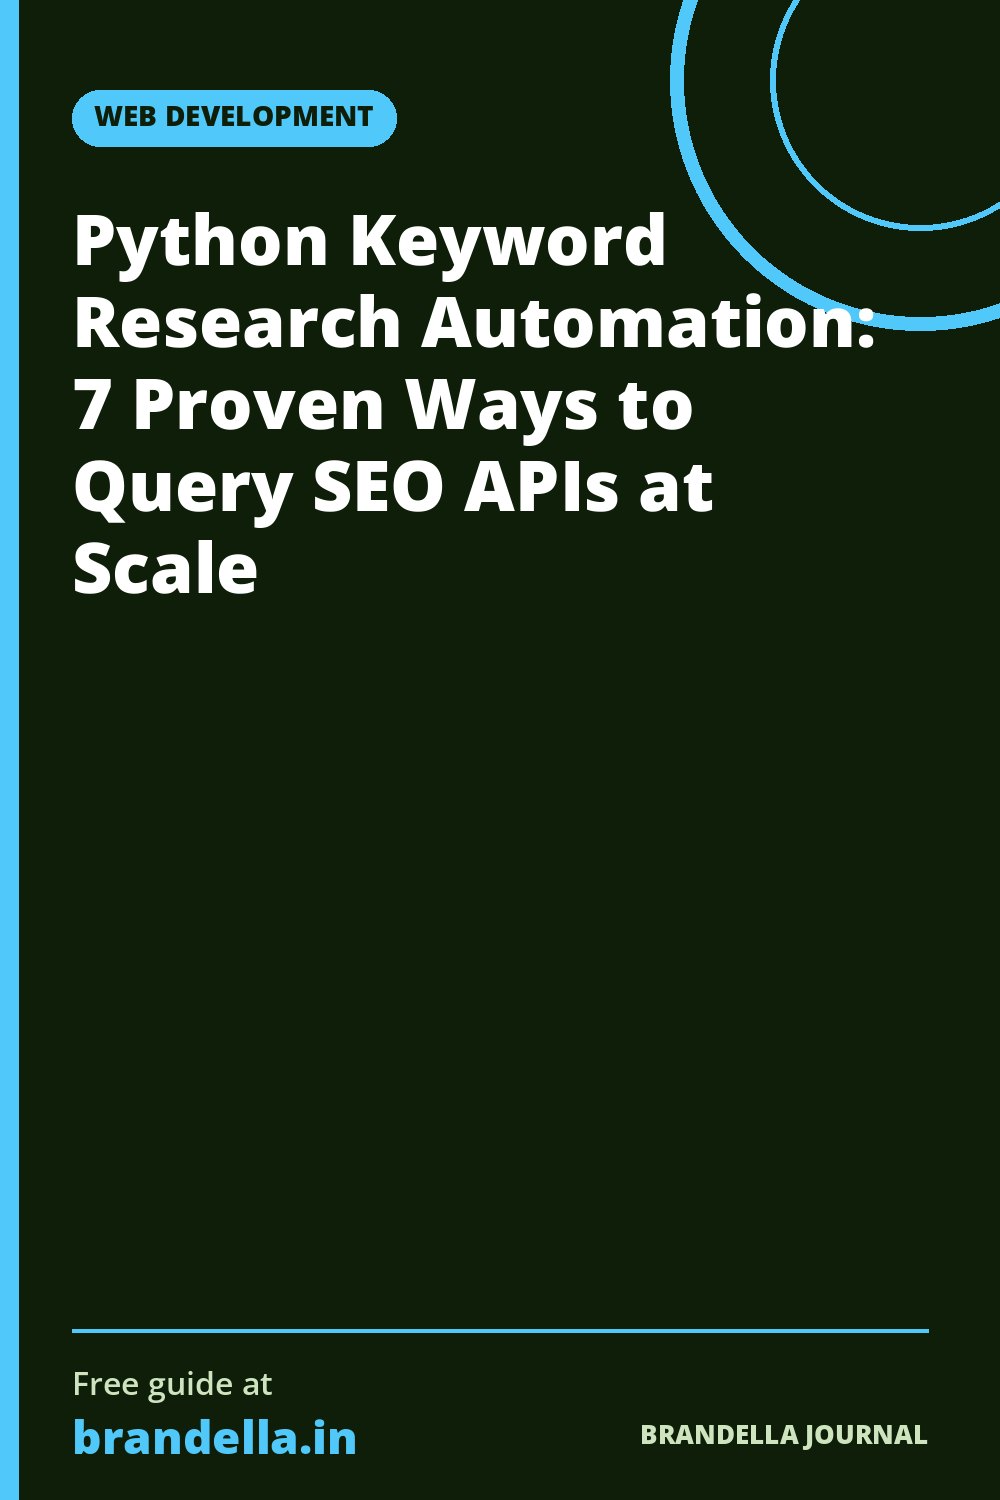 WEB DEVELOPMENT
Python Keyword
Research Automation:
7 Proven Ways to
Query SEO APIs at
Scale
Free guide at
brandella.in
BRANDELLA JOURNAL